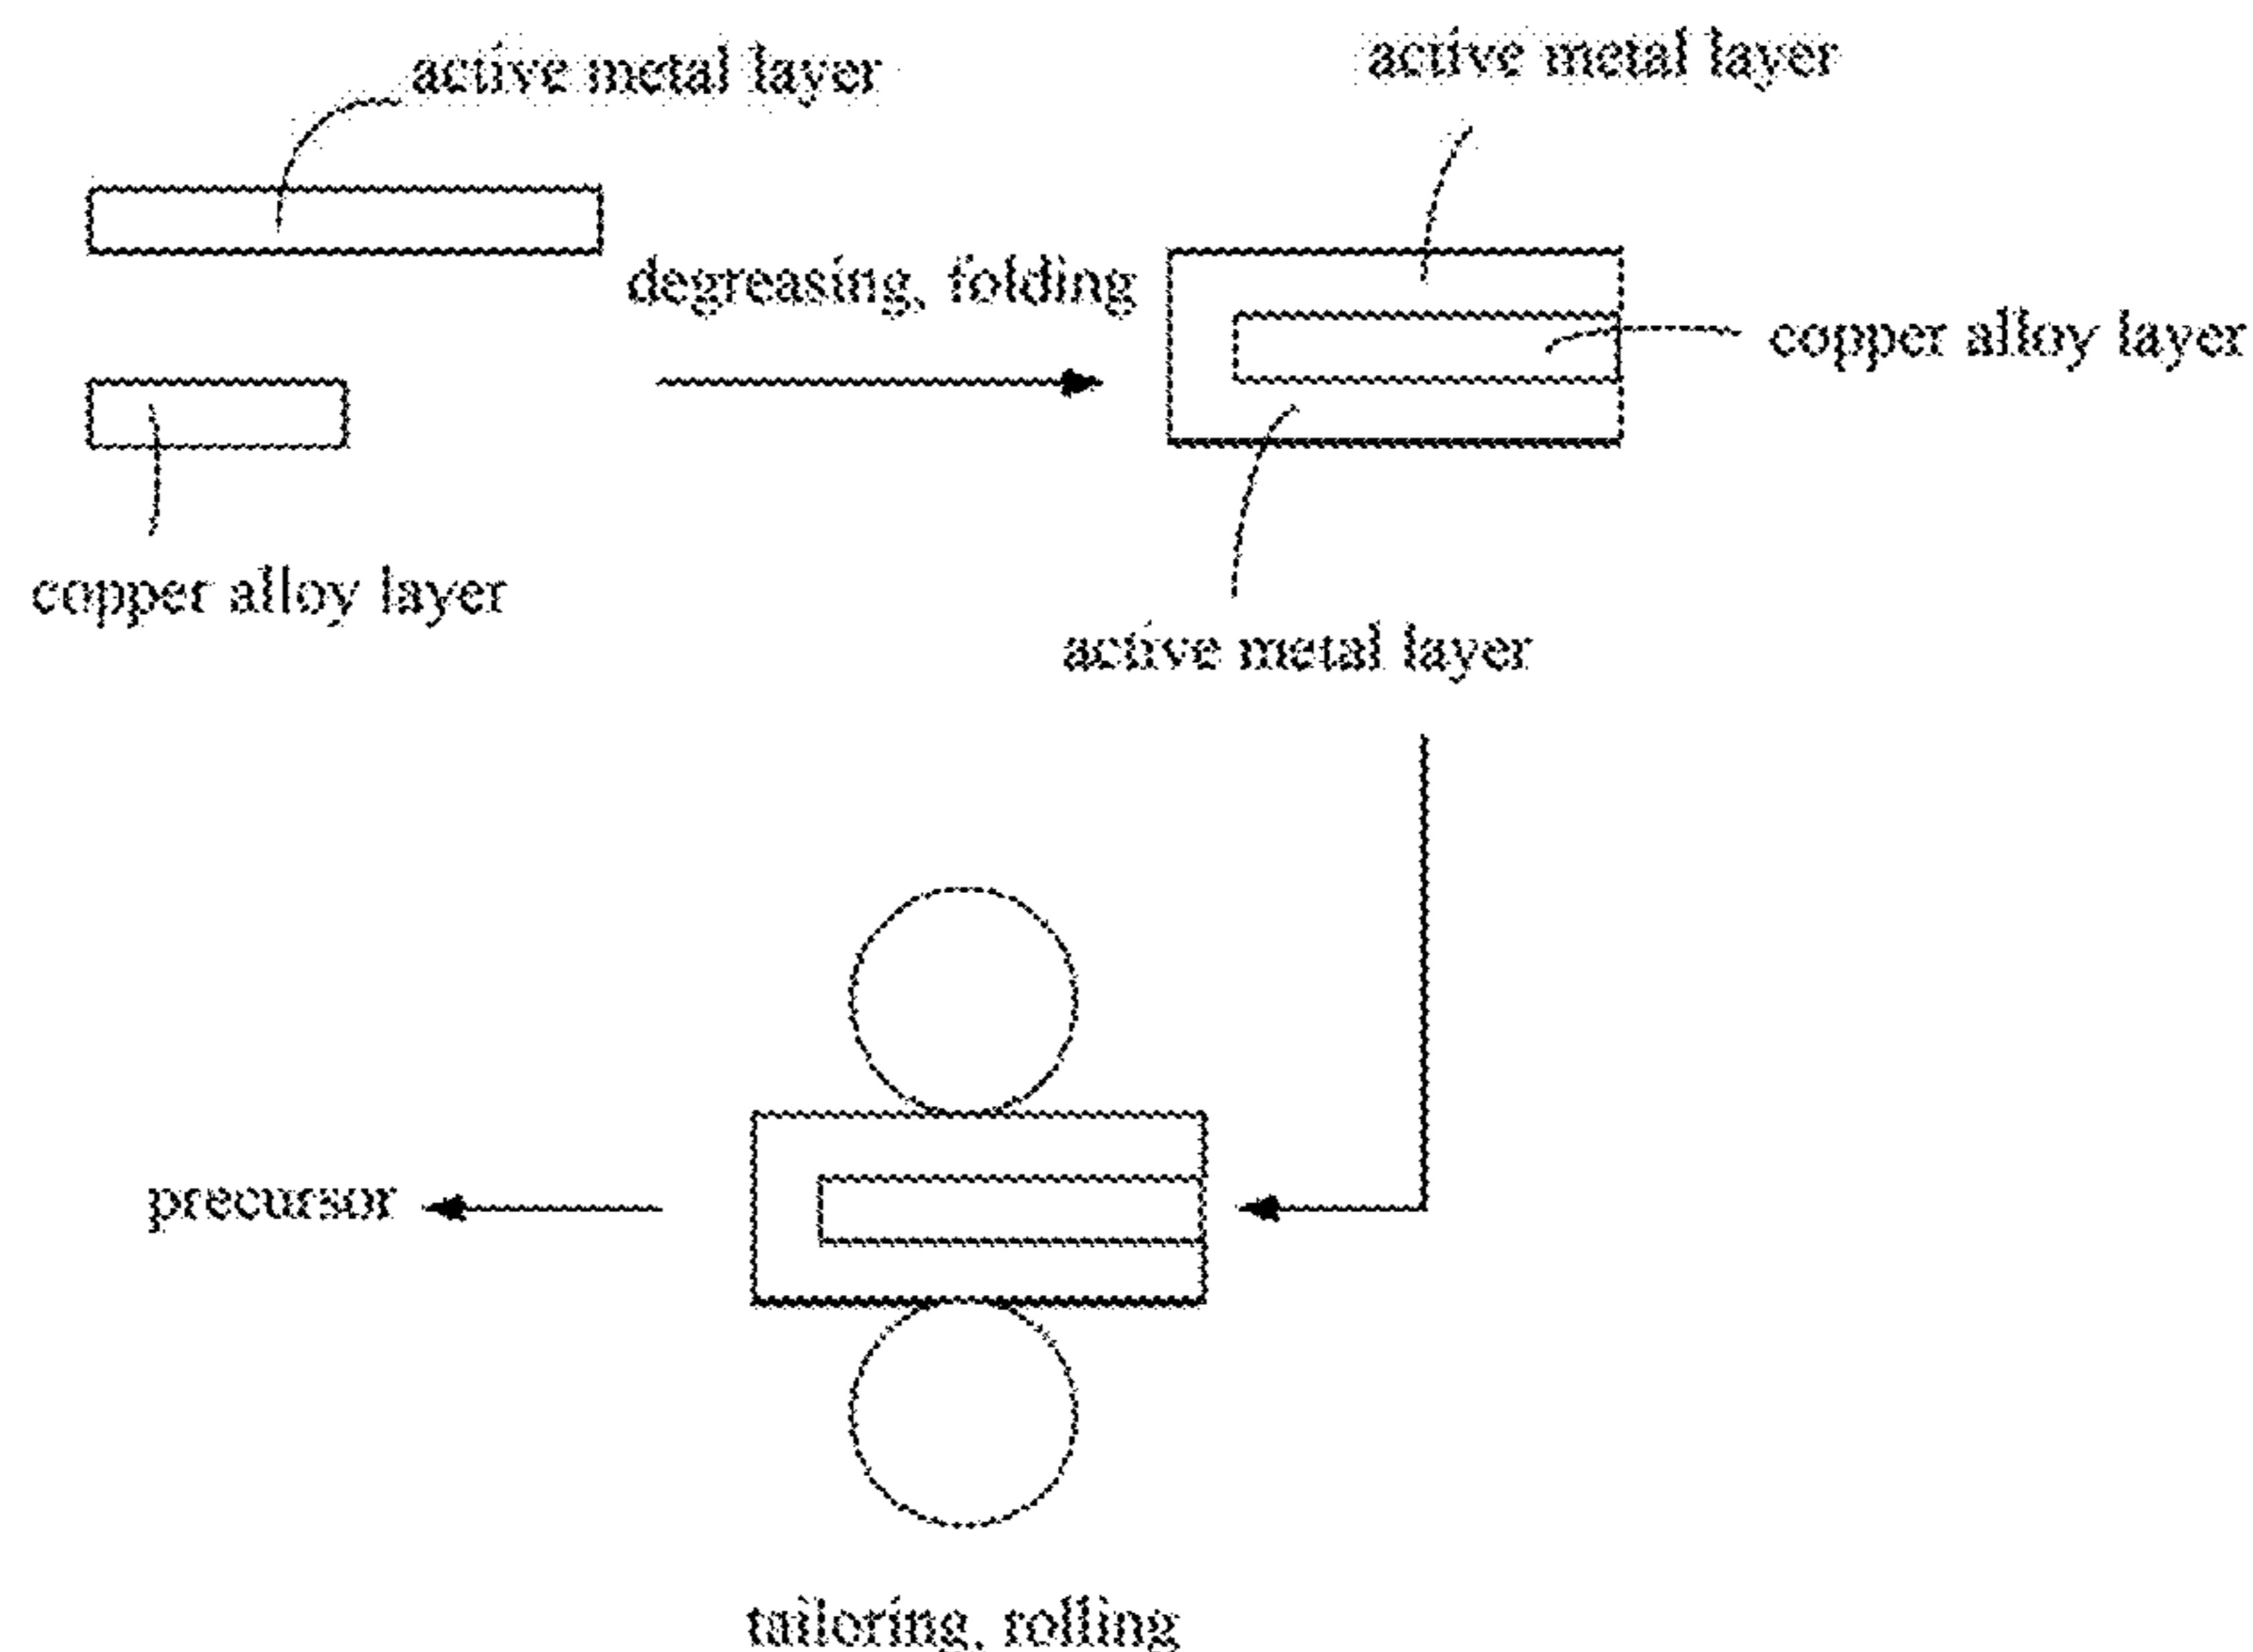 active metal layer
active metal layer
degreasing, folding
copper alloy layer
copper alloy layer
active metal layer
precursor
tailoring, rolling